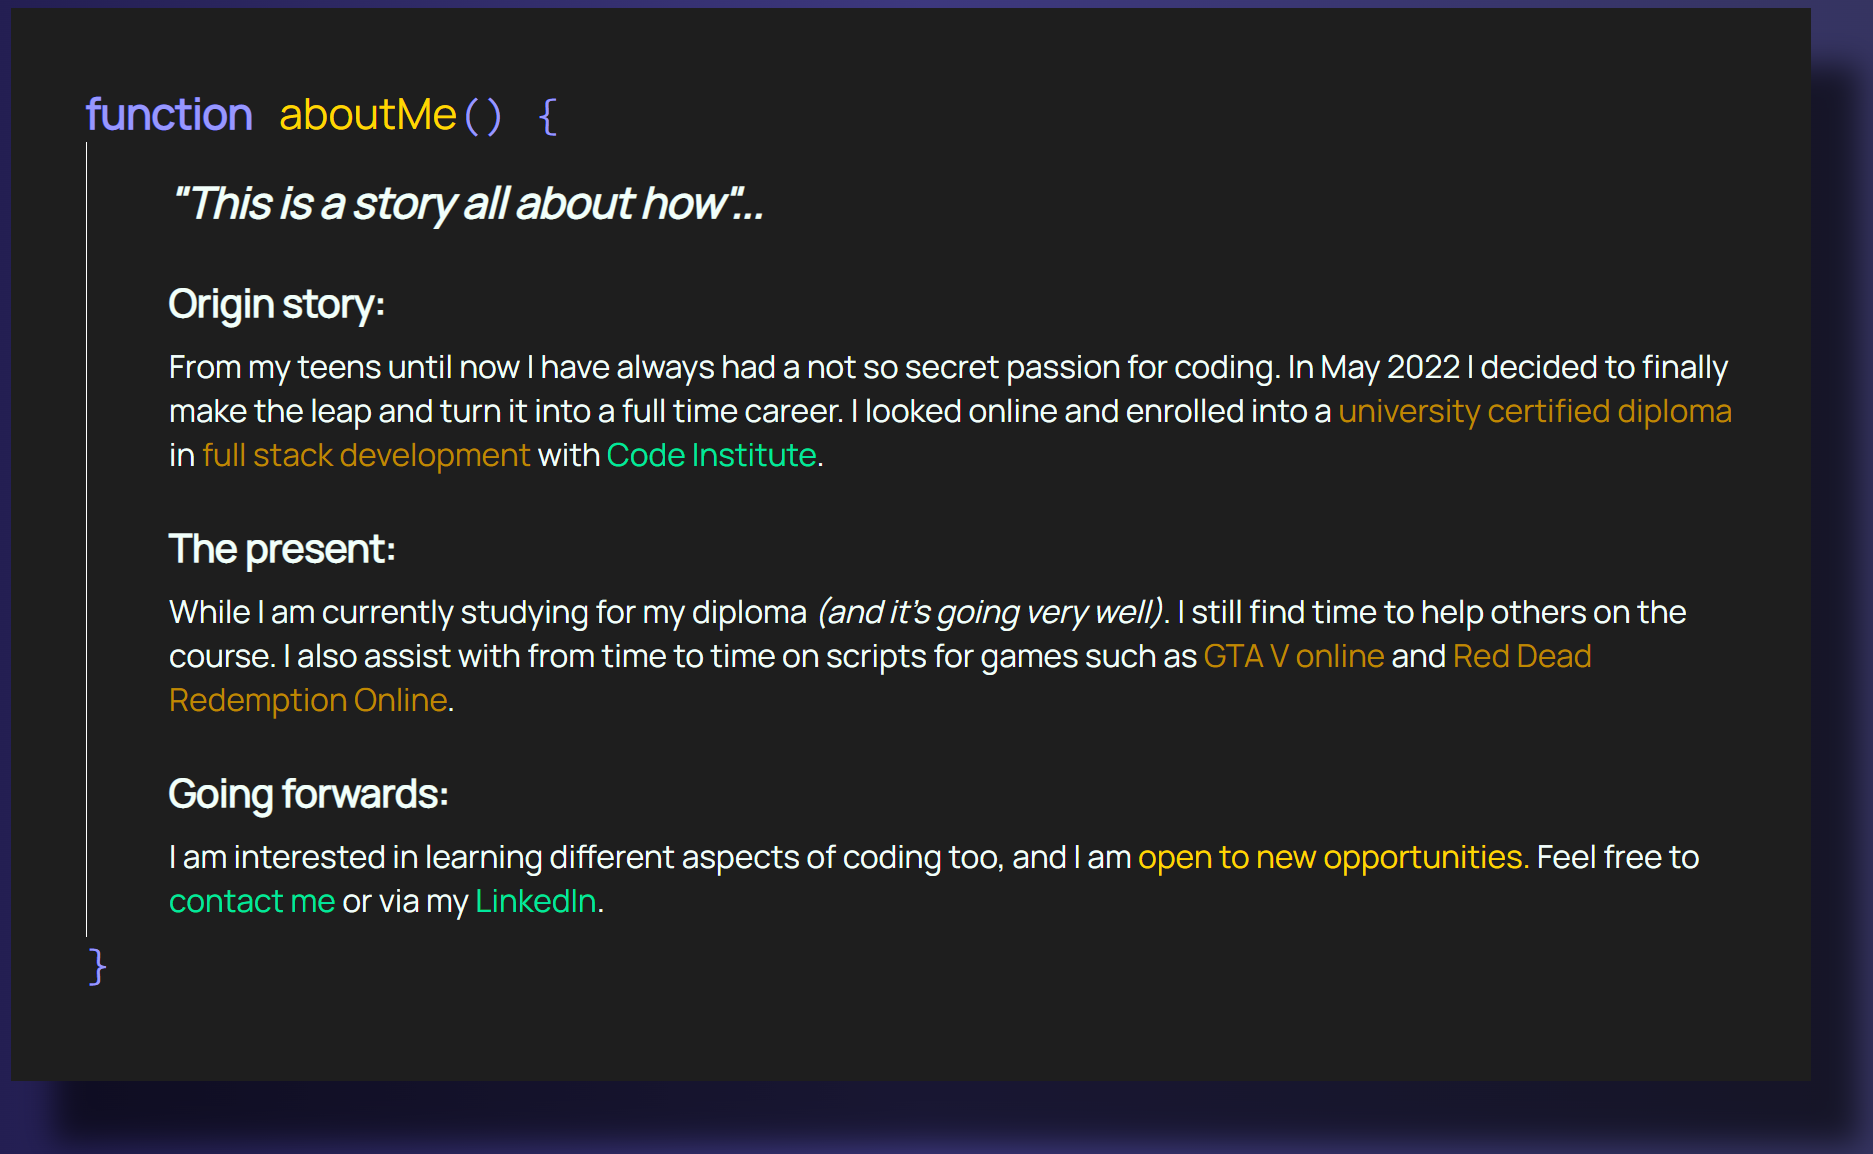 function aboutMe() {
"This is a story all about how"...
Origin story:
From my teens until now I have always had a not so secret passion for coding. In May 2022 I decided to finally
make the leap and turn it into a full time career. I looked online and enrolled into a university certified diploma
in full stack development with Code Institute.
The present:
While I am currently studying for my diploma (and it's going very well). I still find time to help others on the
course. I also assist with from time to time on scripts for games such as GTA V online and Red Dead
Redemption Online.
Going forwards:
I am interested in learning different aspects of coding too, and I am open to new opportunities. Feel free to
contact me or via my LinkedIn.
}